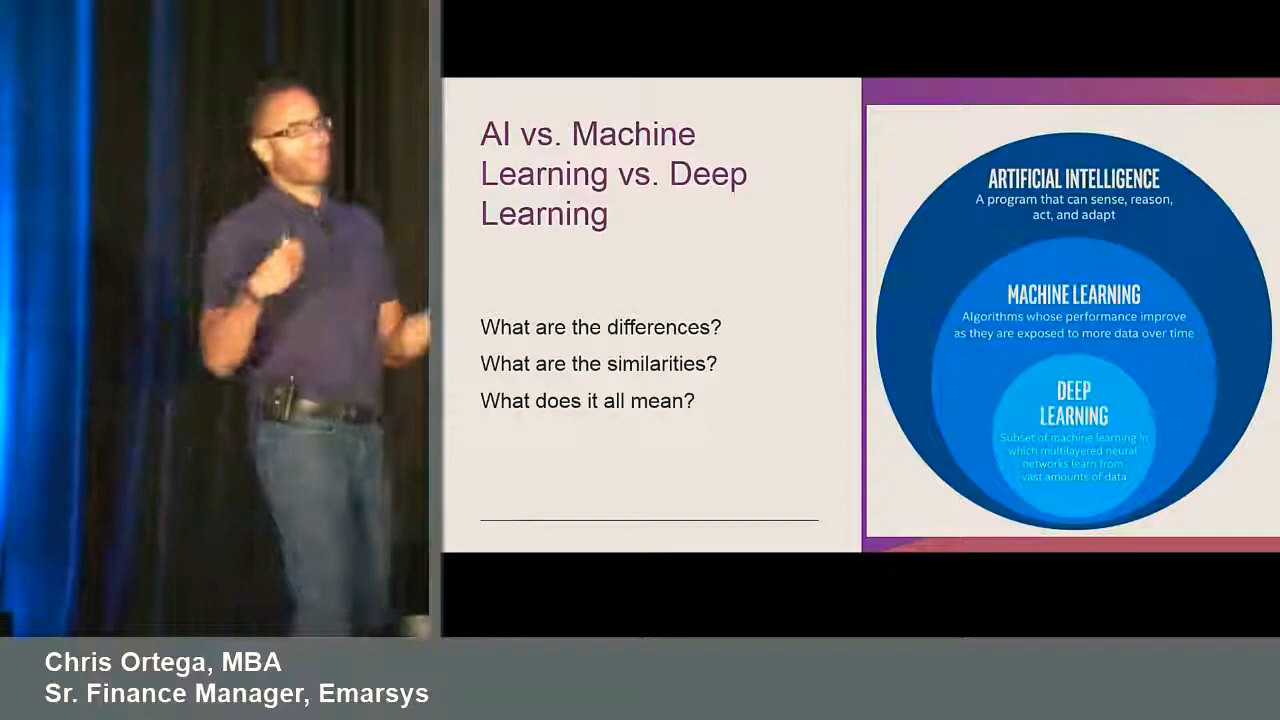 AI vs. Machine
Learning vs. Deep
Learning
What are the differences?
What are the similarities?
What does it all mean?
ARTIFICIAL INTELLIGENCE
A program that can sense, reason,
act, and adapt
MACHINE LEARNING
Algorithms whose performance improve
as they are exposed to more data over time
DEEP
LEARNING
Subset of machine learning in
which multilayered neural
networks learn from
vast amounts of data
Chris Ortega, MBA
Sr. Finance Manager, Emarsys